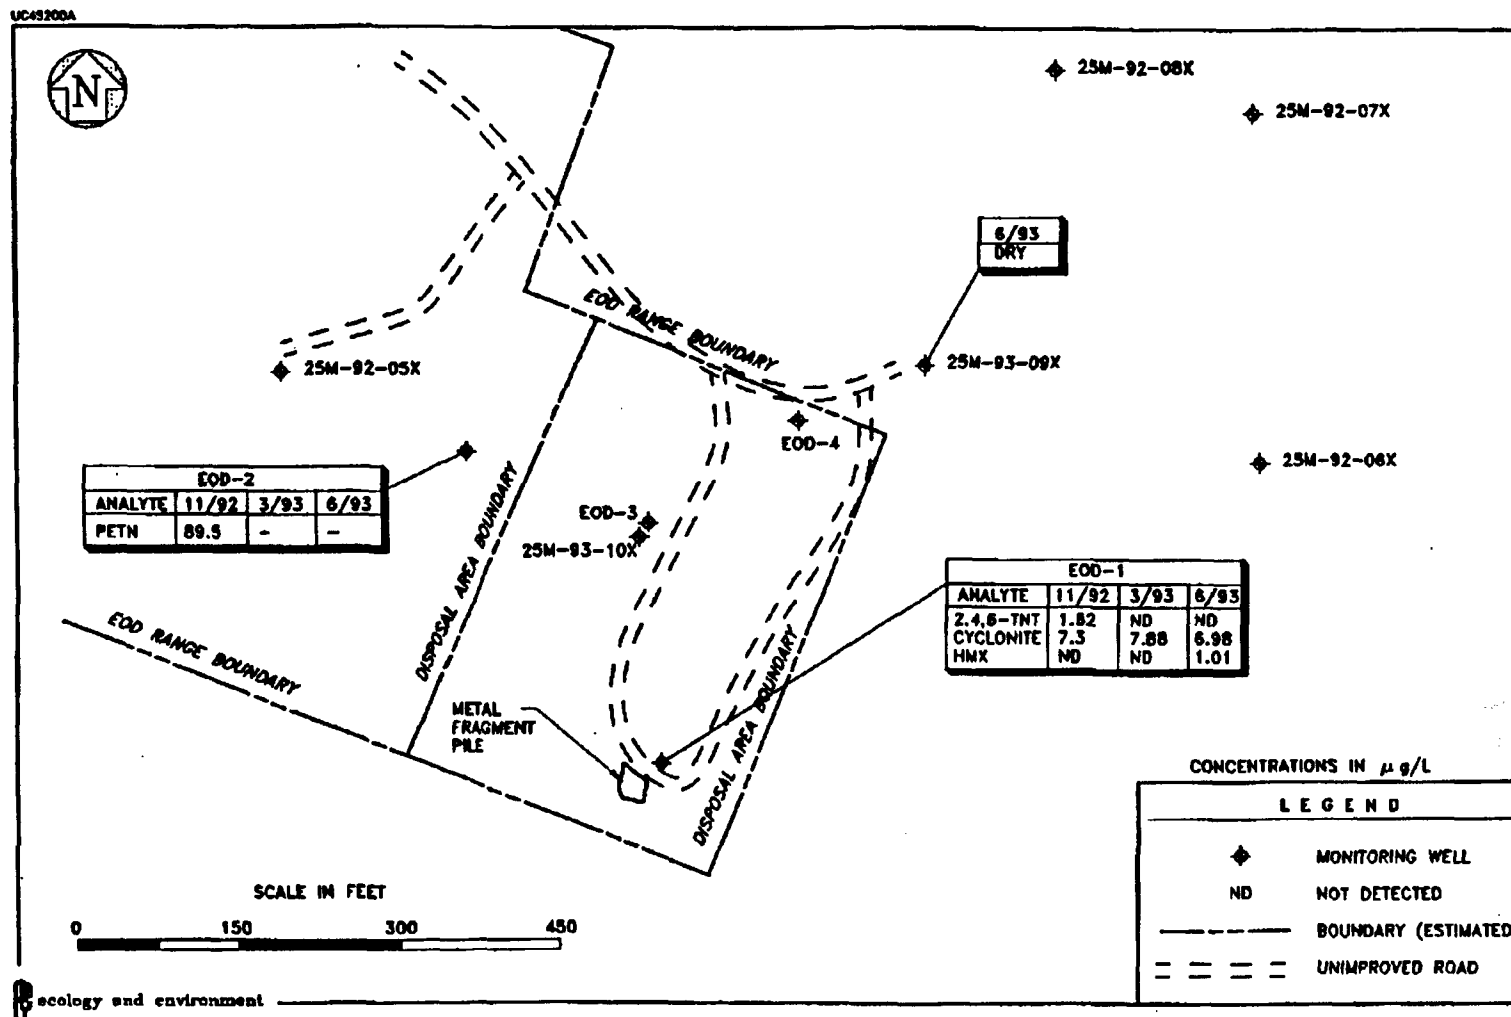 UC49200A
N
25M-92-08X
25M-92-07X
6/93
DRY
EOD RANGE BOUNDARY
25M-92-05X
25M-93-09X
EOD-4
25M-92-06X
EOD-2
ANALYTE 11/92 3/93 6/93
PETN 89.5 - -
DISPOSAL AREA BOUNDARY
EOD-3
25M-93-10X
EOD-1
ANALYTE 11/92 3/93 6/93
2,4,6-TNT 1.82 ND ND
CYCLONITE 7.3 7.88 6.98
HMX ND ND 1.01
EOD RANGE BOUNDARY
DISPOSAL AREA BOUNDARY
METAL
FRAGMENT
PILE
CONCENTRATIONS IN μg/L
LEGEND
MONITORING WELL
ND NOT DETECTED
BOUNDARY (ESTIMATED
UNIMPROVED ROAD
SCALE IN FEET
0 150 300 450
ecology and environment